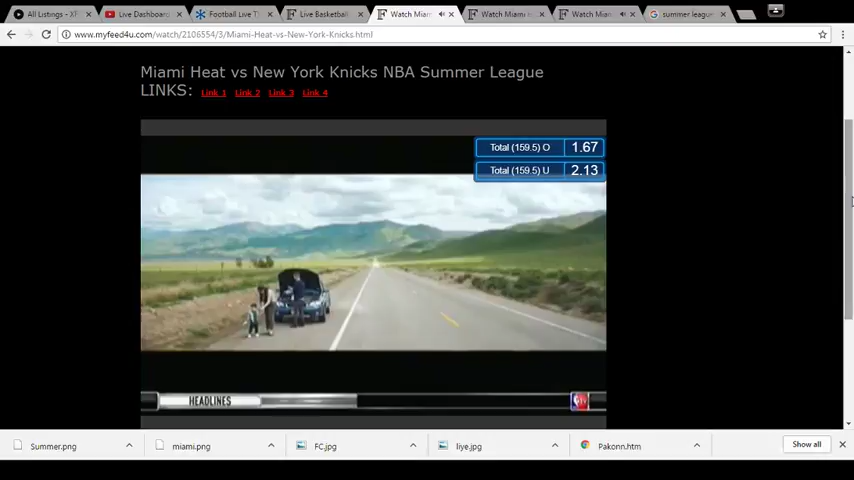 All Listings - XF
Live Dashboard
Football Live T
Live Basketball
Watch Miam
Watch Miami
Watch Miam
summer league
www.myfeed4u.com/watch/2106554/3/Miami-Heat-vs-New-York-Knicks.html
Miami Heat vs New York Knicks NBA Summer League
LINKS: Link 1 Link 2 Link 3 Link 4
Total (159.5) O 1.67
Total (159.5) U 2.13
HEADLINES
Summer.png
miami.png
FC.jpg
liye.jpg
Pakonn.htm
Show all